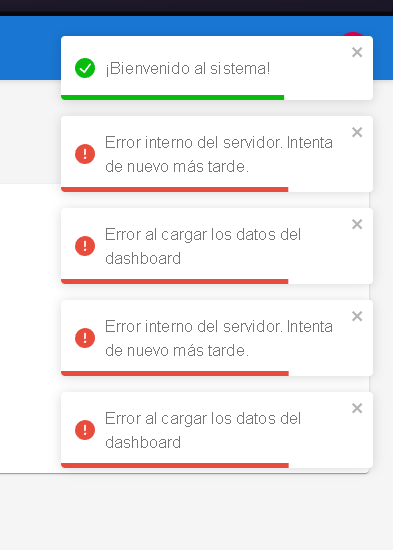 ¡Bienvenido al sistema!
Error interno del servidor. Intenta
de nuevo más tarde.
Error al cargar los datos del
dashboard
Error interno del servidor. Intenta
de nuevo más tarde.
Error al cargar los datos del
dashboard